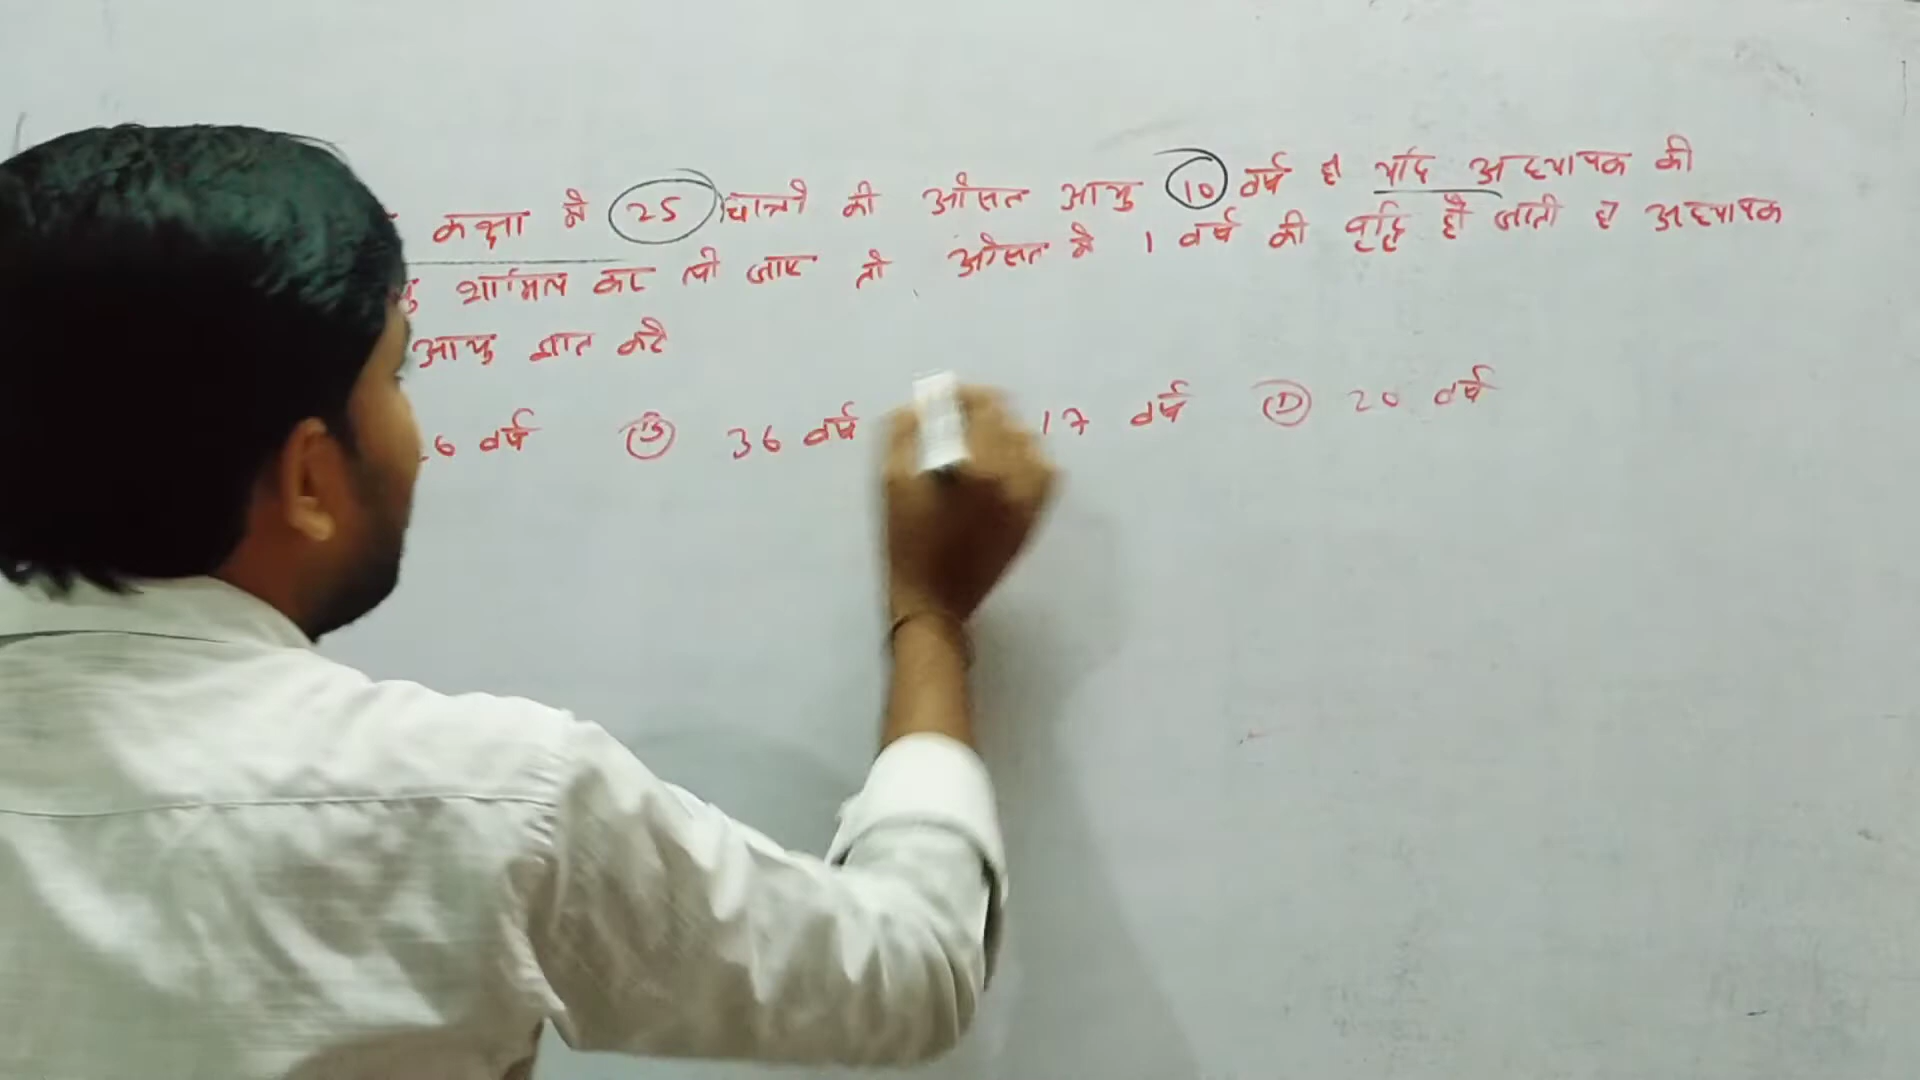 कक्षा मे 25 छात्रो की औसत आयु 10 वर्ष है यदि अध्यापक की
शामिल कर ली जाए तो औसत मे 1 वर्ष की वृद्धि हो जाती है अध्यापक
आयु ज्ञात करे
6 वर्ष B 36 वर्ष 17 वर्ष D 20 वर्ष